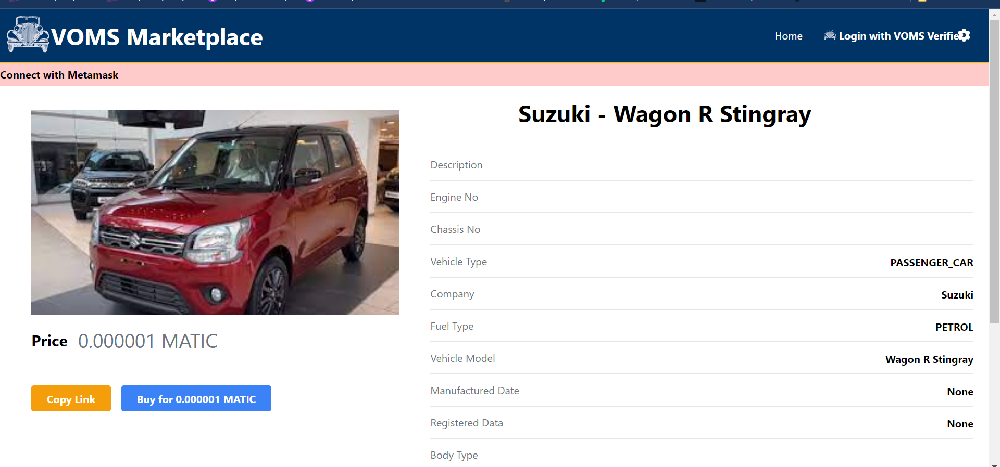 VOMS Marketplace
Home
Login with VOMS Verifie
Connect with Metamask
Suzuki - Wagon R Stingray
Description
Engine No
Chassis No
Vehicle Type PASSENGER_CAR
Company Suzuki
Fuel Type PETROL
Vehicle Model Wagon R Stingray
Manufactured Date None
Registered Data None
Body Type
Price 0.000001 MATIC
Copy Link
Buy for 0.000001 MATIC